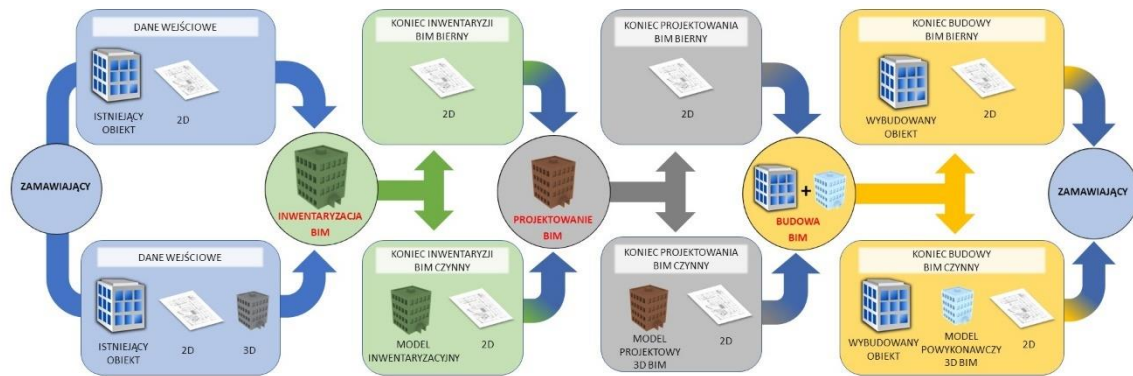 DANE WEJŚCIOWE
ISTNIEJĄCY
OBIEKT
2D
KONIEC INWENTARYZJI
BIM BIERNY
2D
KONIEC PROJEKTOWANIA
BIM BIERNY
2D
KONIEC BUDOWY
BIM BIERNY
WYBUDOWANY
OBIEKT
2D
ZAMAWIAJĄCY
INWENTARYZACJA
BIM
PROJEKTOWANIE
BIM
+
BUDOWA
BIM
ZAMAWIAJĄCY
DANE WEJŚCIOWE
ISTNIEJĄCY
OBIEKT
2D
3D
KONIEC INWENTARYZJI
BIM CZYNNY
MODEL
INWENTARYZACYJNY
2D
KONIEC PROJEKTOWANIA
BIM CZYNNY
MODEL
PROJEKTOWY
3D BIM
2D
KONIEC BUDOWY
BIM CZYNNY
WYBUDOWANY
OBIEKT
MODEL
POWYKONAWCZY
3D BIM
2D